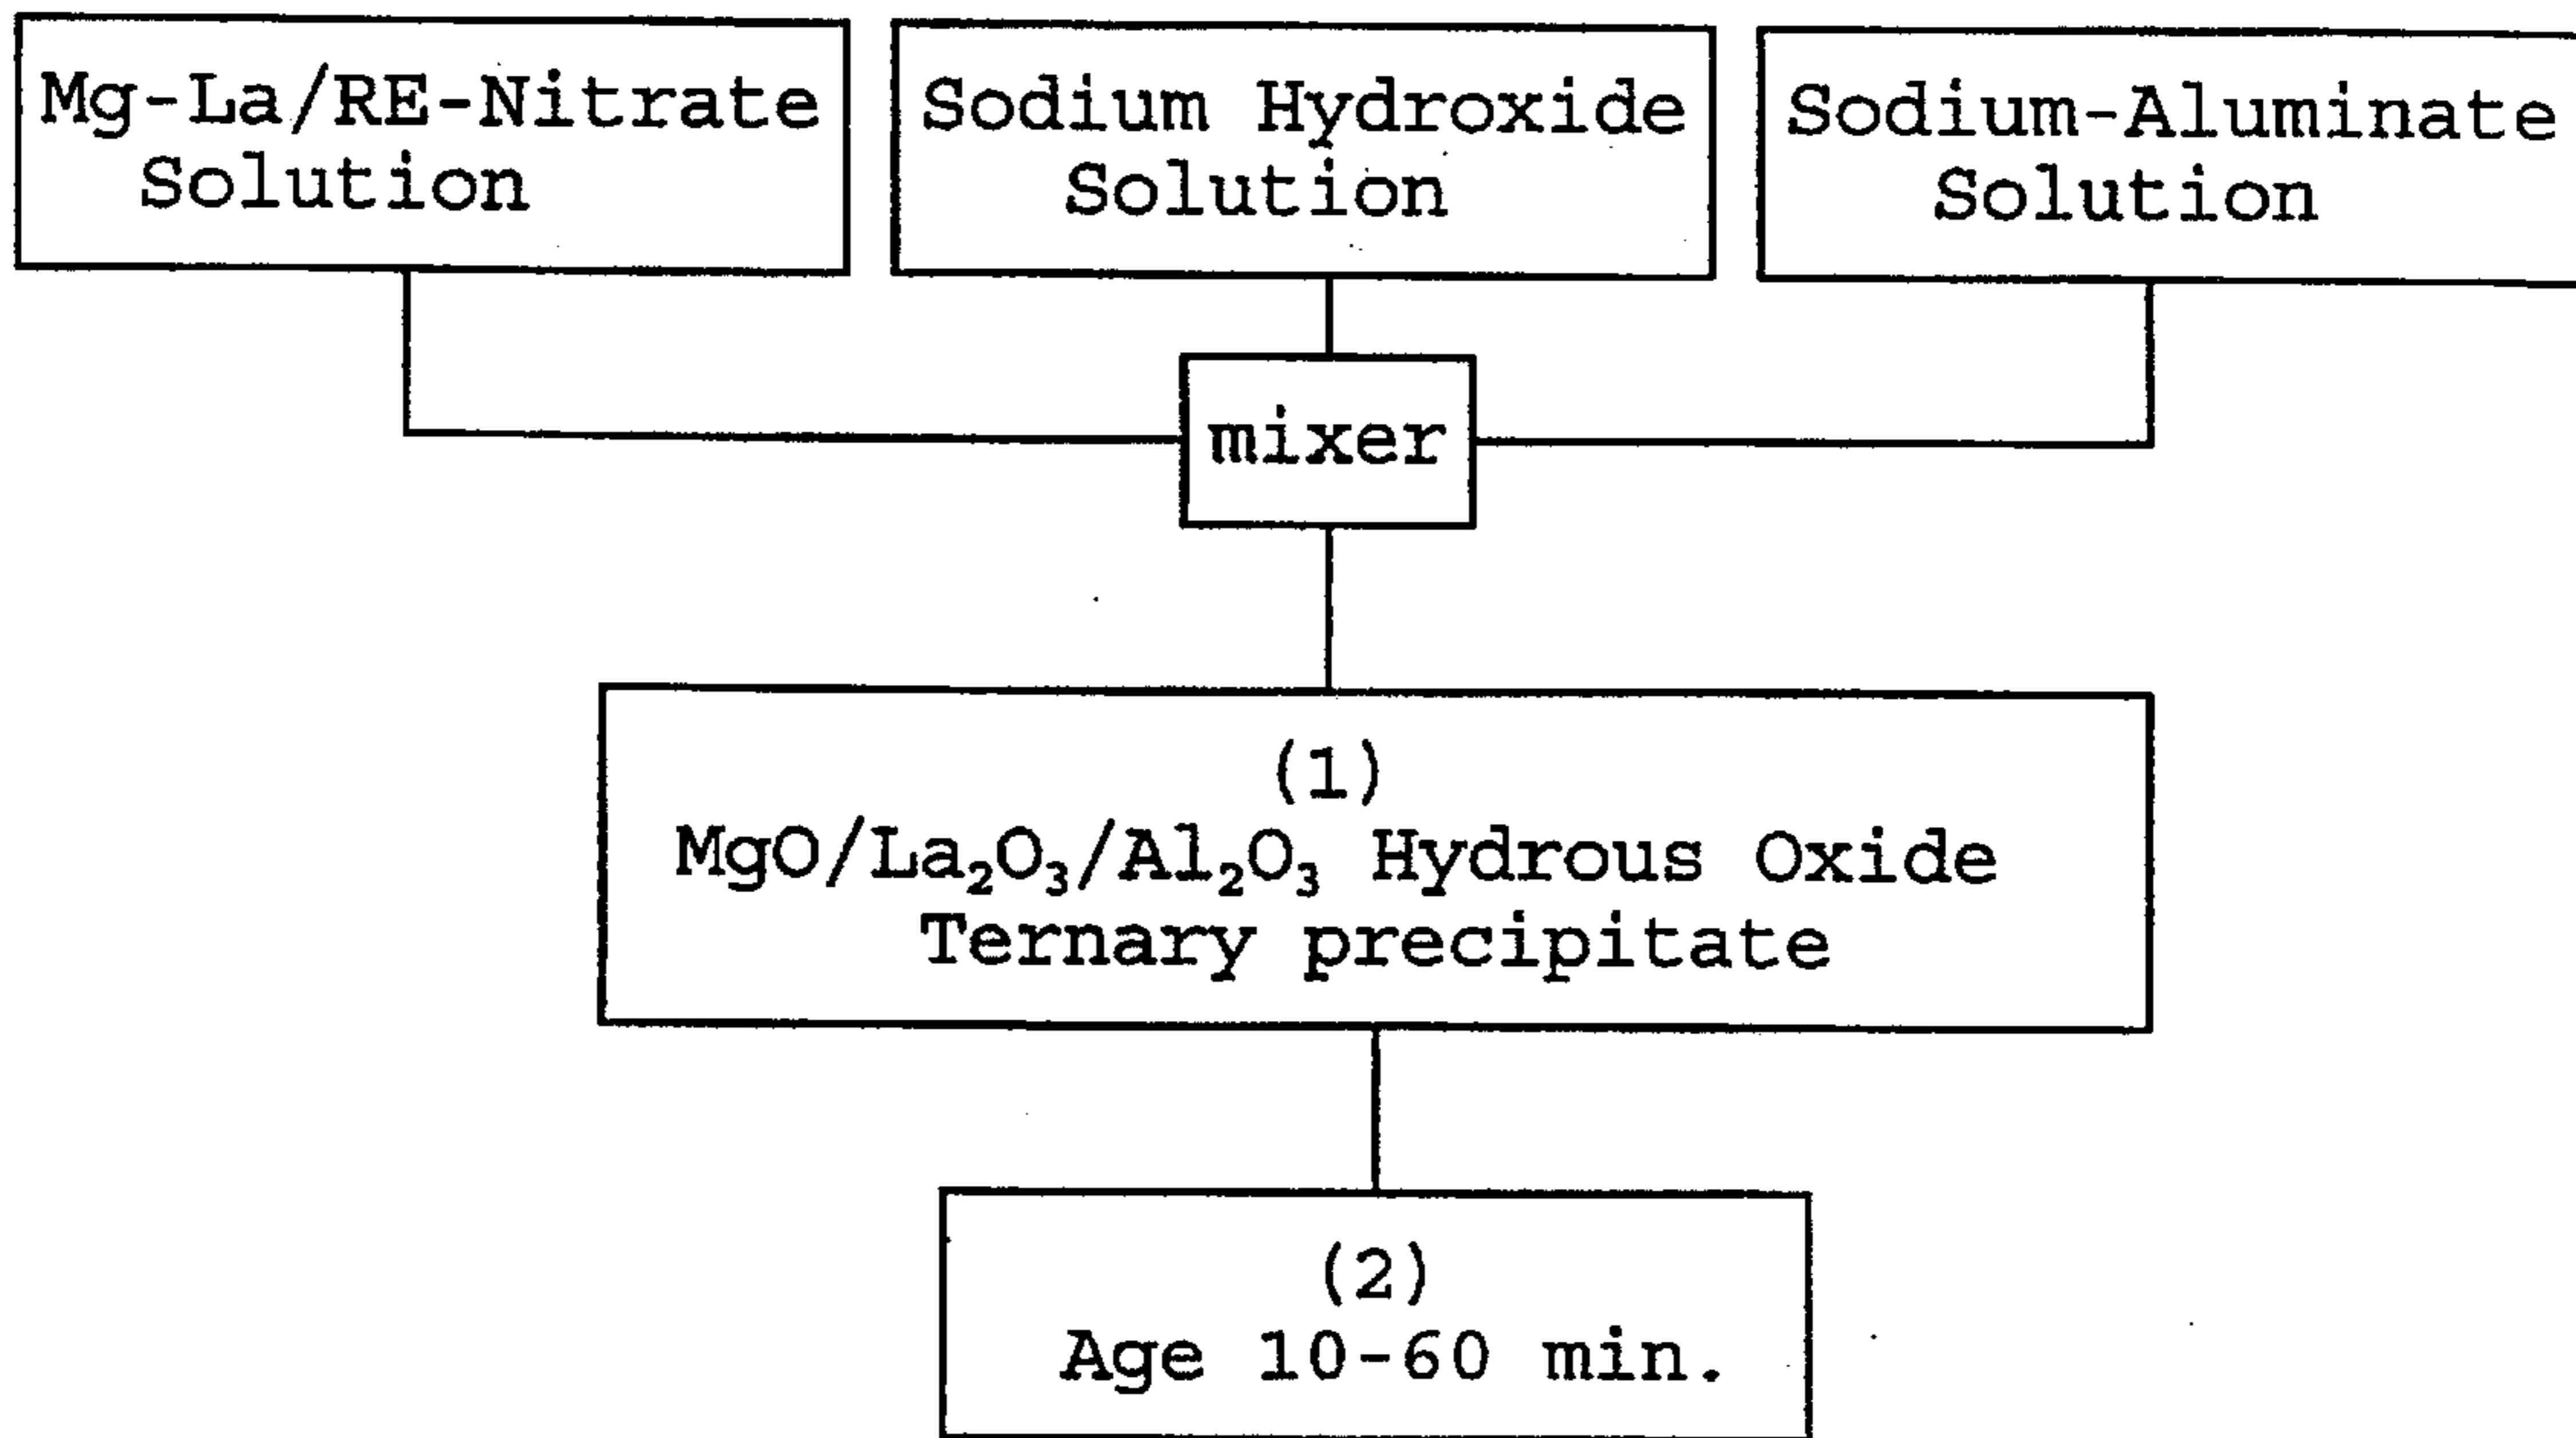 Mg-La/RE-Nitrate
Solution
Sodium Hydroxide
Solution
Sodium-Aluminate
Solution
mixer
(1)
MgO/La₂O₃/Al₂O₃ Hydrous Oxide
Ternary precipitate
(2)
Age 10-60 min.